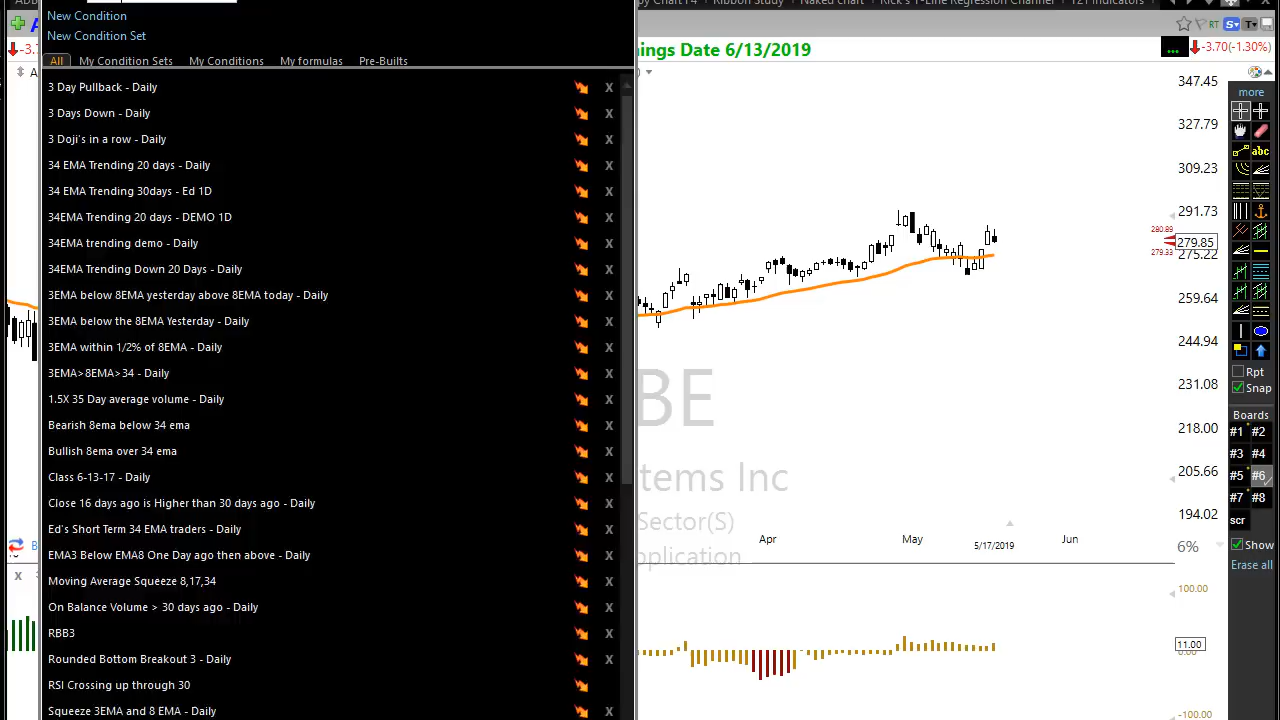 New Condition
New Condition Set
All My Condition Sets My Conditions My formulas Pre-Builts
3 Day Pullback - Daily X
3 Days Down - Daily X
3 Doji's in a row - Daily X
34 EMA Trending 20 days - Daily X
34 EMA Trending 30days - Ed 1D X
34EMA Trending 20 days - DEMO 1D X
34EMA trending demo - Daily X
34EMA Trending Down 20 Days - Daily X
3EMA below 8EMA yesterday above 8EMA today - Daily X
3EMA below the 8EMA Yesterday - Daily X
3EMA within 1/2% of 8EMA - Daily X
3EMA>8EMA>34 - Daily X
1.5X 35 Day average volume - Daily X
Bearish 8ema below 34 ema X
Bullish 8ema over 34 ema X
Class 6-13-17 - Daily X
Close 16 days ago is Higher than 30 days ago - Daily X
Ed's Short Term 34 EMA traders - Daily X
EMA3 Below EMA8 One Day ago then above - Daily X
Moving Average Squeeze 8,17,34 X
On Balance Volume > 30 days ago - Daily X
RBB3 X
Rounded Bottom Breakout 3 - Daily X
RSI Crossing up through 30
Squeeze 3EMA and 8 EMA - Daily X
ings Date 6/13/2019
RT S T
... -3.70(-1.30%)
347.45
327.79
309.23
291.73
280.89
279.85
279.33
275.22
259.64
244.94
231.08
218.00
205.66
194.02
6%
BE
tems Inc
Sector(S)
pplication
Apr May 5/17/2019 Jun
100.00
11.00
-100.00
more
abc
Rpt
Snap
Boards
#1 #2
#3 #4
#5 #6
#7 #8
scr
Show
Erase all
X